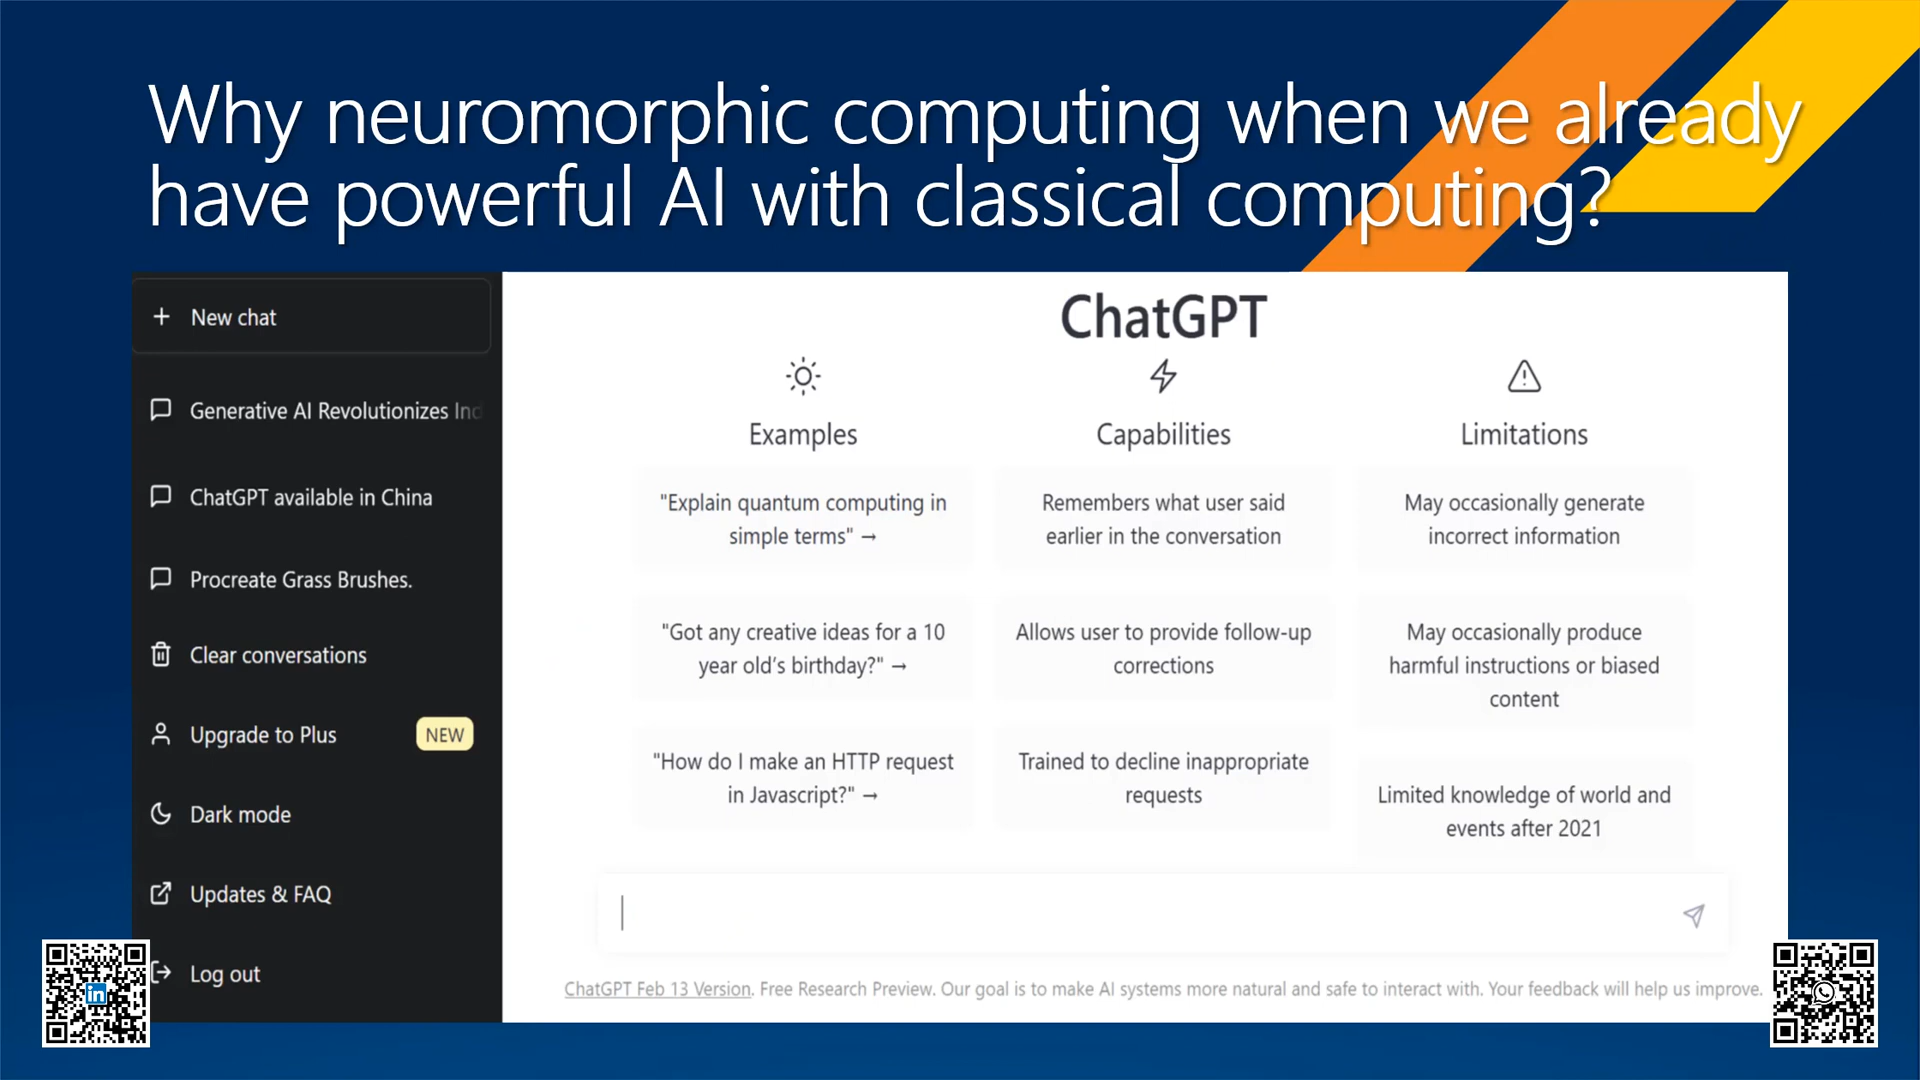 Why neuromorphic computing when we already
have powerful AI with classical computing?
New chat
Generative AI Revolutionizes Ind
ChatGPT available in China
Procreate Grass Brushes.
Clear conversations
Upgrade to Plus
NEW
Dark mode
Updates & FAQ
Log out
ChatGPT
Examples
"Explain quantum computing in
simple terms" →
"Got any creative ideas for a 10
year old's birthday?" →
"How do I make an HTTP request
in Javascript?" →
Capabilities
Remembers what user said
earlier in the conversation
Allows user to provide follow-up
corrections
Trained to decline inappropriate
requests
Limitations
May occasionally generate
incorrect information
May occasionally produce
harmful instructions or biased
content
Limited knowledge of world and
events after 2021
ChatGPT Feb 13 Version. Free Research Preview. Our goal is to make AI systems more natural and safe to interact with. Your feedback will help us improve.
in